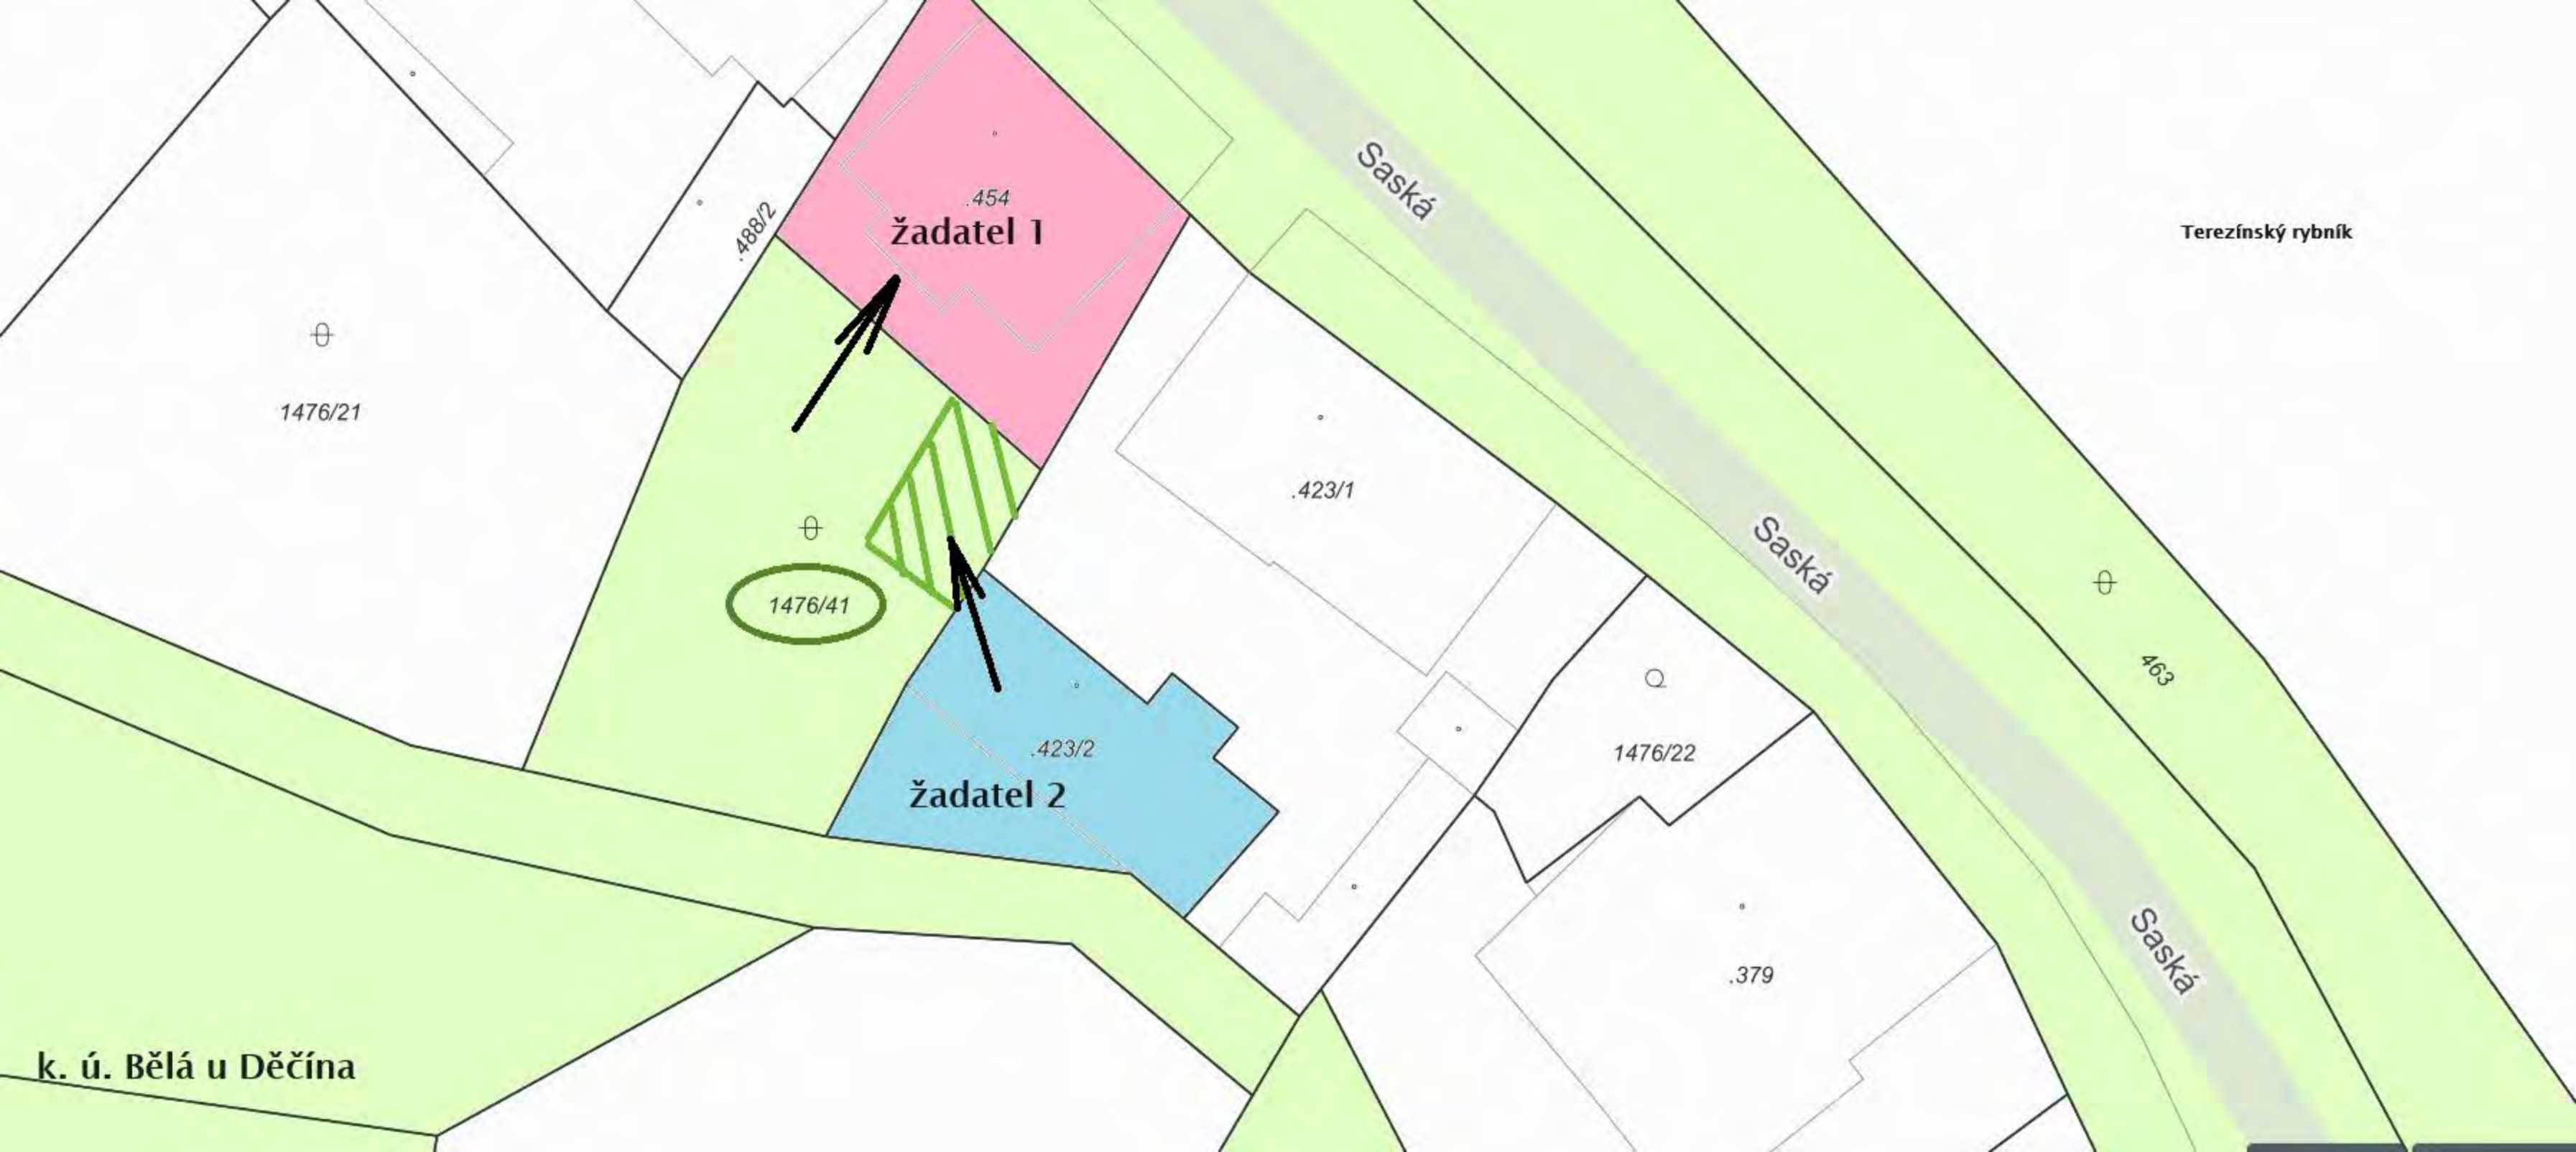 Saská
Terezínský rybník
.488/2
.454
žadatel 1
1476/21
.423/1
Saská
1476/41
463
.423/2
1476/22
žadatel 2
Saská
.379
k. ú. Bělá u Děčína